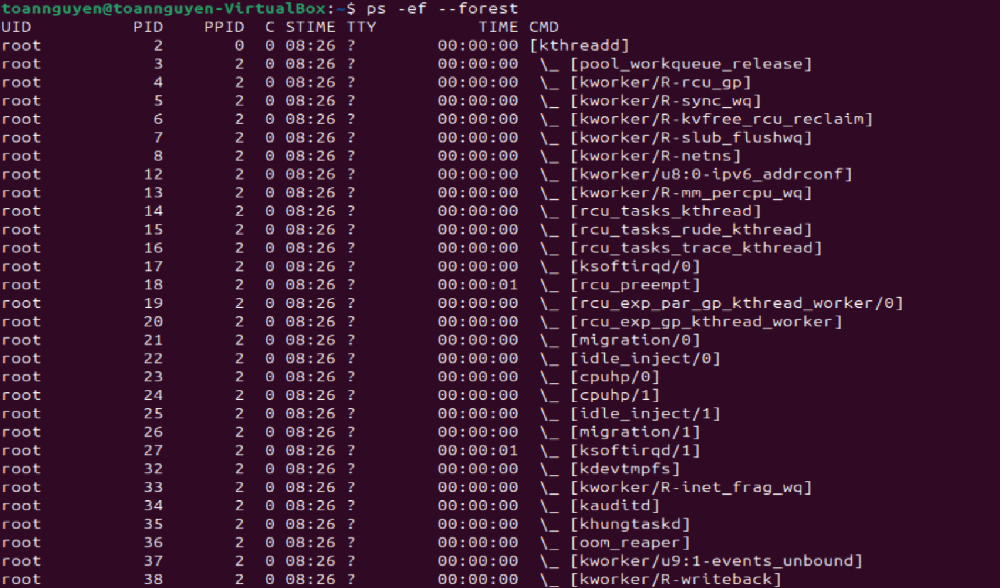 toannguyen@toannguyen-VirtualBox:~$ ps -ef --forest
UID          PID    PPID  C STIME TTY          TIME CMD
root           2       0  0 08:26 ?        00:00:00 [kthreadd]
root           3       2  0 08:26 ?        00:00:00  \_ [pool_workqueue_release]
root           4       2  0 08:26 ?        00:00:00  \_ [kworker/R-rcu_gp]
root           5       2  0 08:26 ?        00:00:00  \_ [kworker/R-sync_wq]
root           6       2  0 08:26 ?        00:00:00  \_ [kworker/R-kvfree_rcu_reclaim]
root           7       2  0 08:26 ?        00:00:00  \_ [kworker/R-slub_flushwq]
root           8       2  0 08:26 ?        00:00:00  \_ [kworker/R-netns]
root          12       2  0 08:26 ?        00:00:00  \_ [kworker/u8:0-ipv6_addrconf]
root          13       2  0 08:26 ?        00:00:00  \_ [kworker/R-mm_percpu_wq]
root          14       2  0 08:26 ?        00:00:00  \_ [rcu_tasks_kthread]
root          15       2  0 08:26 ?        00:00:00  \_ [rcu_tasks_rude_kthread]
root          16       2  0 08:26 ?        00:00:00  \_ [rcu_tasks_trace_kthread]
root          17       2  0 08:26 ?        00:00:00  \_ [ksoftirqd/0]
root          18       2  0 08:26 ?        00:00:01  \_ [rcu_preempt]
root          19       2  0 08:26 ?        00:00:00  \_ [rcu_exp_par_gp_kthread_worker/0]
root          20       2  0 08:26 ?        00:00:00  \_ [rcu_exp_gp_kthread_worker]
root          21       2  0 08:26 ?        00:00:00  \_ [migration/0]
root          22       2  0 08:26 ?        00:00:00  \_ [idle_inject/0]
root          23       2  0 08:26 ?        00:00:00  \_ [cpuhp/0]
root          24       2  0 08:26 ?        00:00:00  \_ [cpuhp/1]
root          25       2  0 08:26 ?        00:00:00  \_ [idle_inject/1]
root          26       2  0 08:26 ?        00:00:00  \_ [migration/1]
root          27       2  0 08:26 ?        00:00:01  \_ [ksoftirqd/1]
root          32       2  0 08:26 ?        00:00:00  \_ [kdevtmpfs]
root          33       2  0 08:26 ?        00:00:00  \_ [kworker/R-inet_frag_wq]
root          34       2  0 08:26 ?        00:00:00  \_ [kauditd]
root          35       2  0 08:26 ?        00:00:00  \_ [khungtaskd]
root          36       2  0 08:26 ?        00:00:00  \_ [oom_reaper]
root          37       2  0 08:26 ?        00:00:00  \_ [kworker/u9:1-events_unbound]
root          38       2  0 08:26 ?        00:00:00  \_ [kworker/R-writeback]